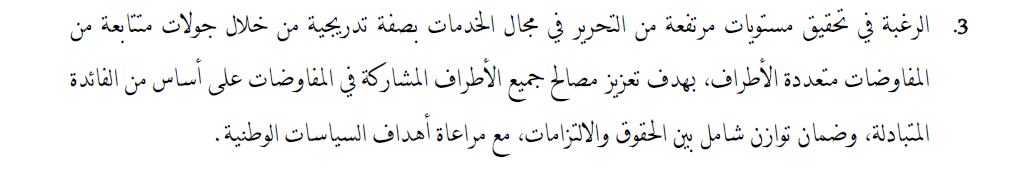 3. الرغبة في تحقيق مستويات مرتفعة من التحرير في مجال الخدمات بصفة تدريجية من خلال جولات متتابعة من
المفاوضات متعددة الأطراف، بهدف تعزيز مصالح جميع الأطراف المشاركة في المفاوضات على أساس من الفائدة
المتبادلة، وضمان توازن شامل بين الحقوق والالتزامات، مع مراعاة أهداف السياسات الوطنية.